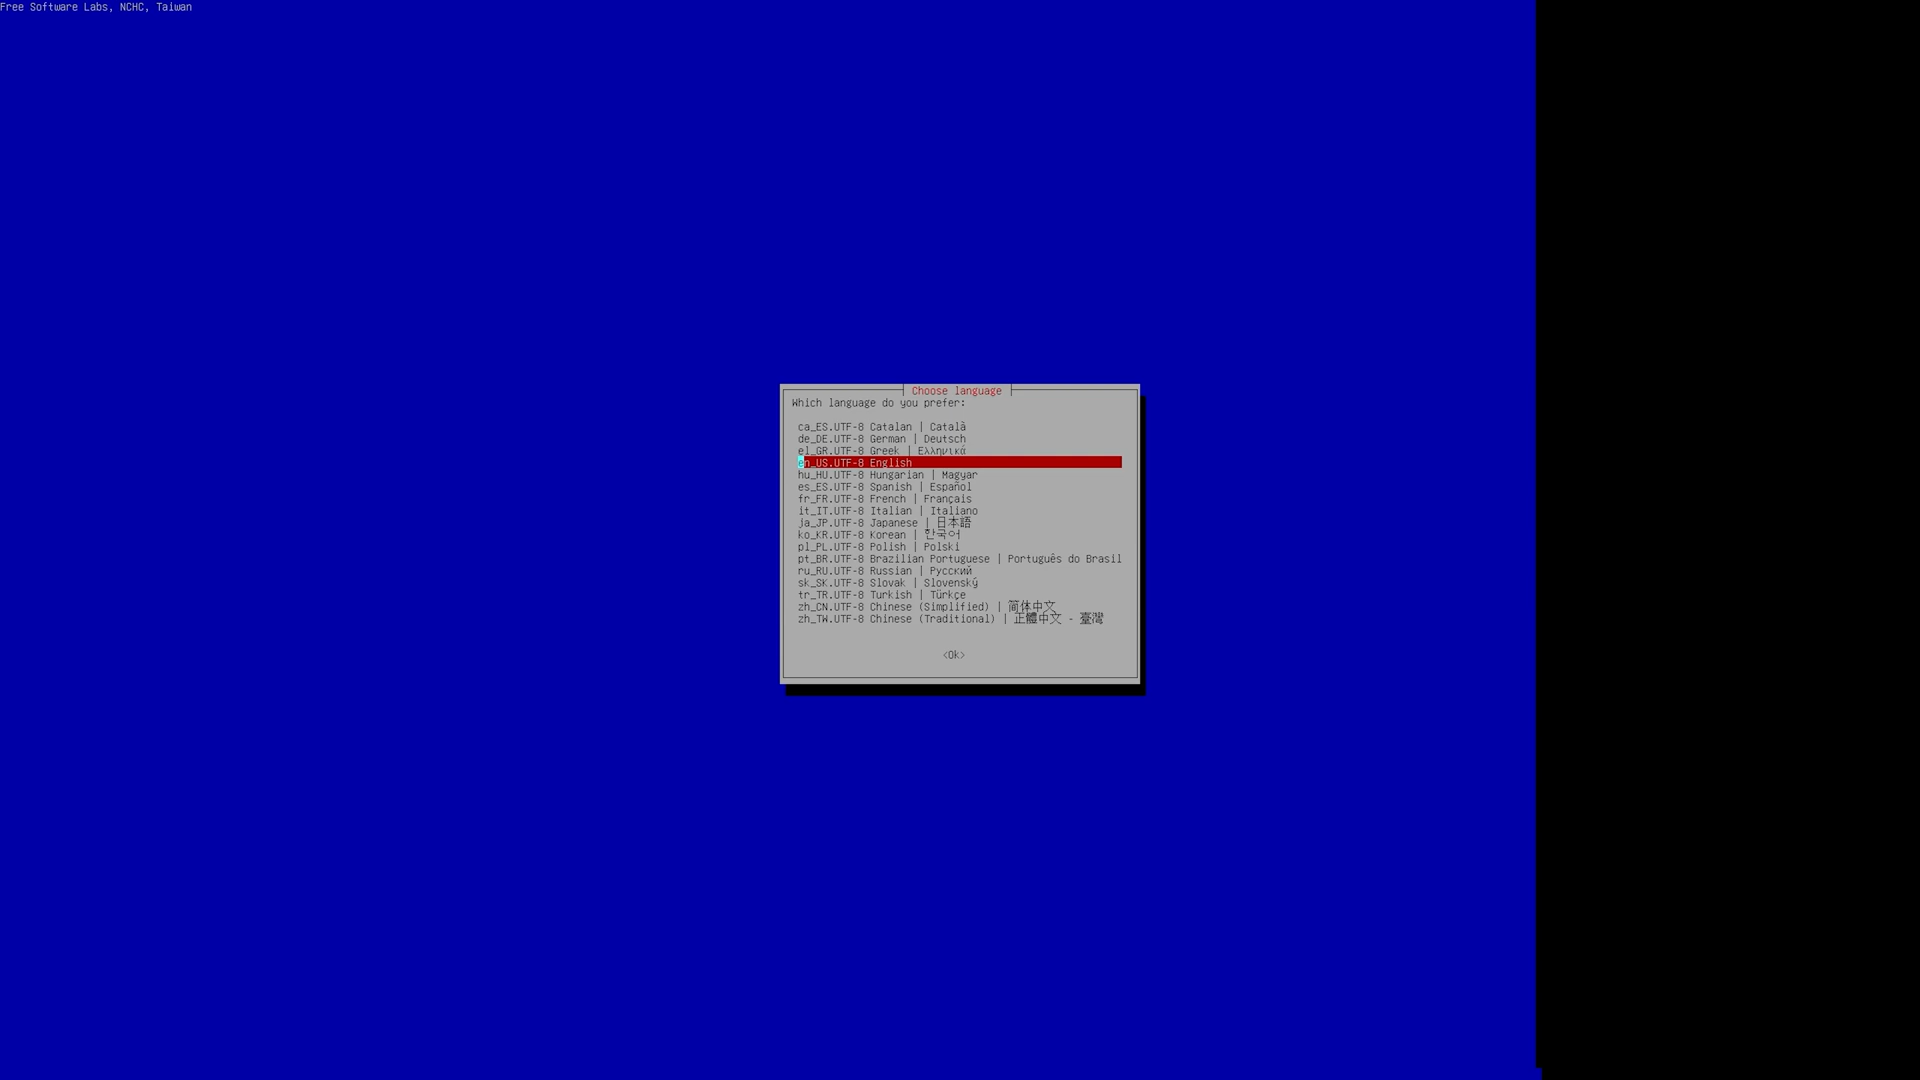 Free Software Labs, NCHC, Taiwan
Choose language
Which language do you prefer:
ca_ES.UTF-8 Catalan | Català
de_DE.UTF-8 German | Deutsch
el_GR.UTF-8 Greek | Ελληνικά
en_US.UTF-8 English
hu_HU.UTF-8 Hungarian | Magyar
es_ES.UTF-8 Spanish | Español
fr_FR.UTF-8 French | Français
it_IT.UTF-8 Italian | Italiano
ja_JP.UTF-8 Japanese | 日本語
ko_KR.UTF-8 Korean | 한국어
pl_PL.UTF-8 Polish | Polski
pt_BR.UTF-8 Brazilian Portuguese | Português do Brasil
ru_RU.UTF-8 Russian | Русский
sk_SK.UTF-8 Slovak | Slovenský
tr_TR.UTF-8 Turkish | Türkçe
zh_CN.UTF-8 Chinese (Simplified) | 简体中文
zh_TW.UTF-8 Chinese (Traditional) | 正體中文 - 臺灣
<Ok>